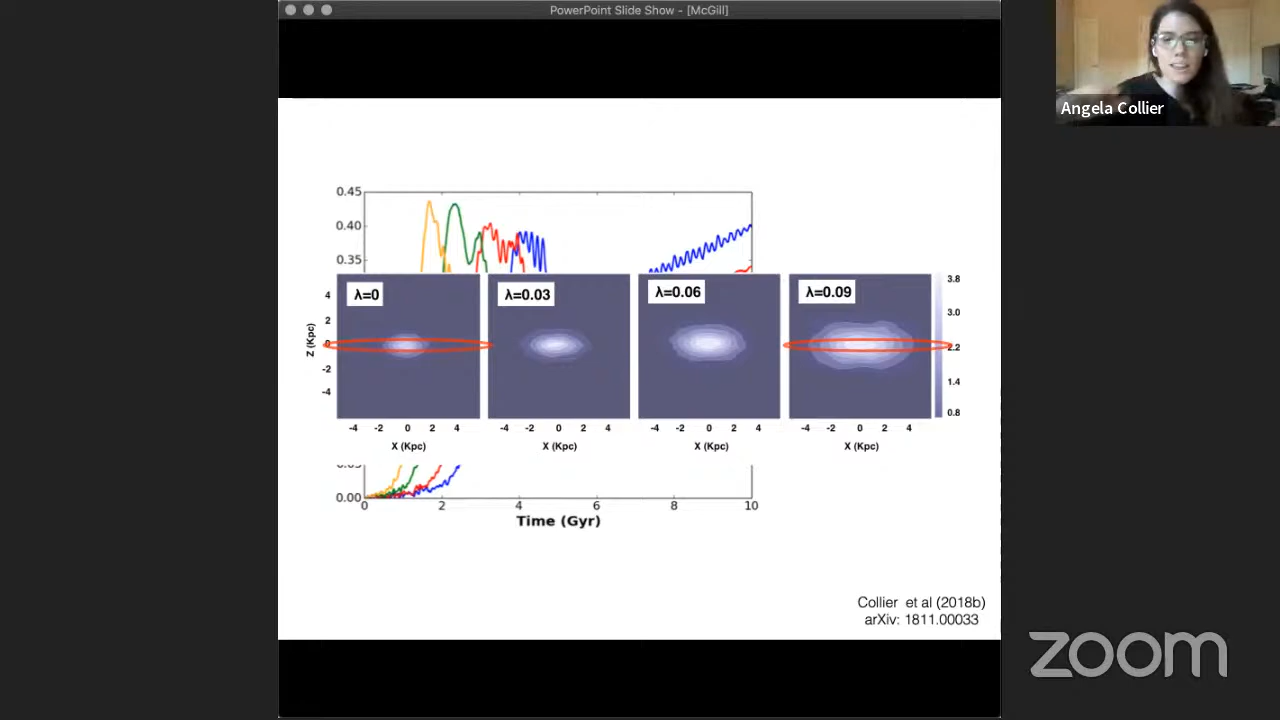 PowerPoint Slide Show - [McGill]
Angela Collier
0.45
0.40
0.35
λ=0
λ=0.03
λ=0.06
λ=0.09
4
2
0
-2
-4
Z (Kpc)
3.8
3.0
2.2
1.4
0.8
-4 -2 0 2 4
-4 -2 0 2 4
-4 -2 0 2 4
-4 -2 0 2 4
X (Kpc)
X (Kpc)
X (Kpc)
X (Kpc)
0.00
0 2 4 6 8 10
Time (Gyr)
Collier et al (2018b)
arXiv: 1811.00033
zoom